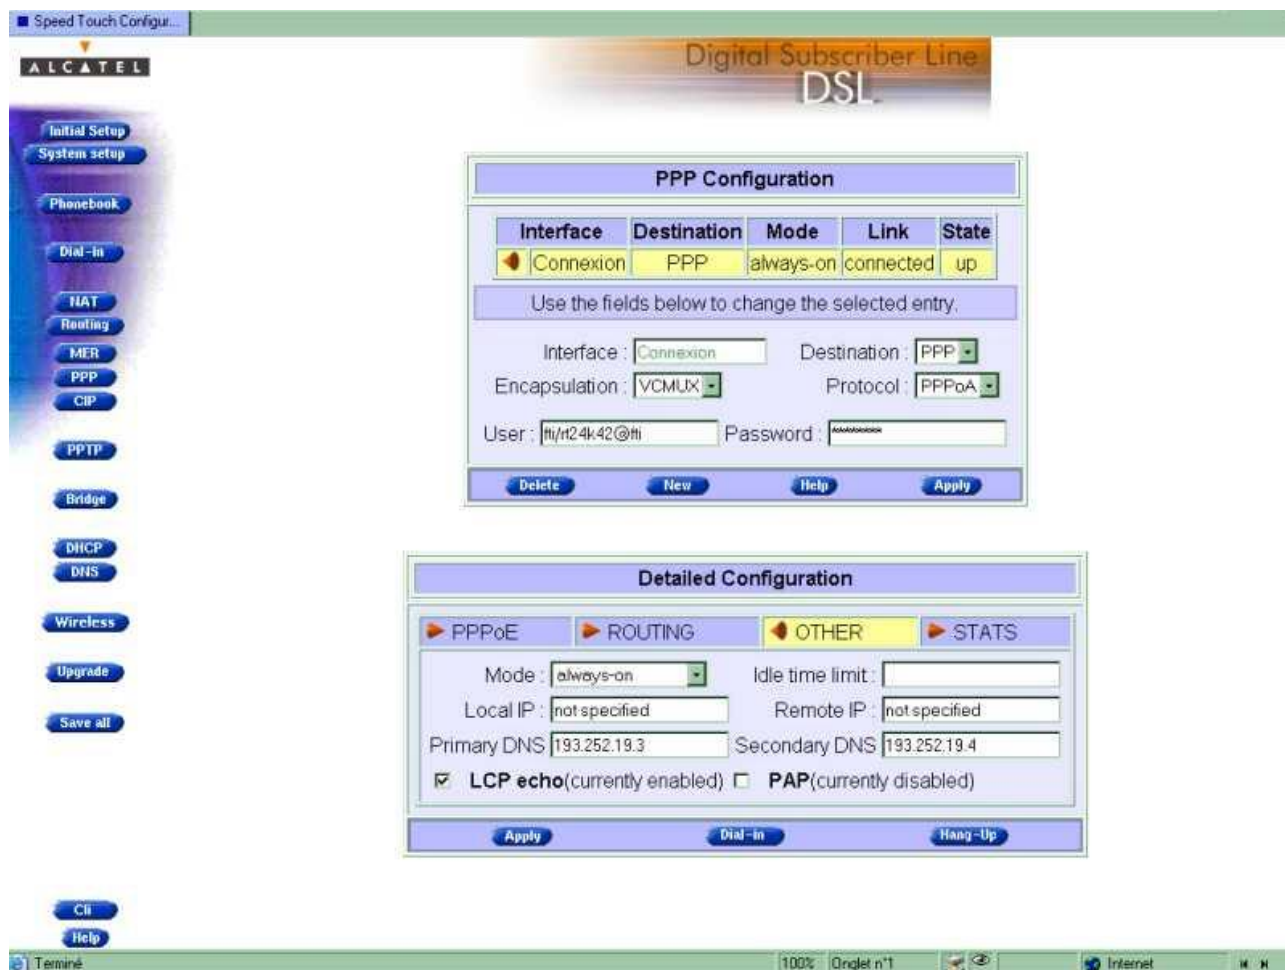 Speed Touch Configur...
ALCATEL
Digital Subscriber Line
DSL
Initial Setup
System setup
Phonebook
Dial-in
NAT
Routing
MER
PPP
CIP
PPTP
Bridge
DHCP
DNS
Wireless
Upgrade
Save all
Cli
Help
PPP Configuration
Interface Destination Mode Link State
Connexion PPP always-on connected up
Use the fields below to change the selected entry.
Interface : Connexion Destination : PPP
Encapsulation : VCMUX Protocol : PPPoA
User : fti/rt24k42@fti Password : **********
Delete New Help Apply
Detailed Configuration
PPPoE ROUTING OTHER STATS
Mode : always-on Idle time limit :
Local IP : not specified Remote IP : not specified
Primary DNS 193.252.19.3 Secondary DNS 193.252.19.4
LCP echo(currently enabled) PAP(currently disabled)
Apply Dial-in Hang-Up
Terminé 100% Onglet n°1 Internet